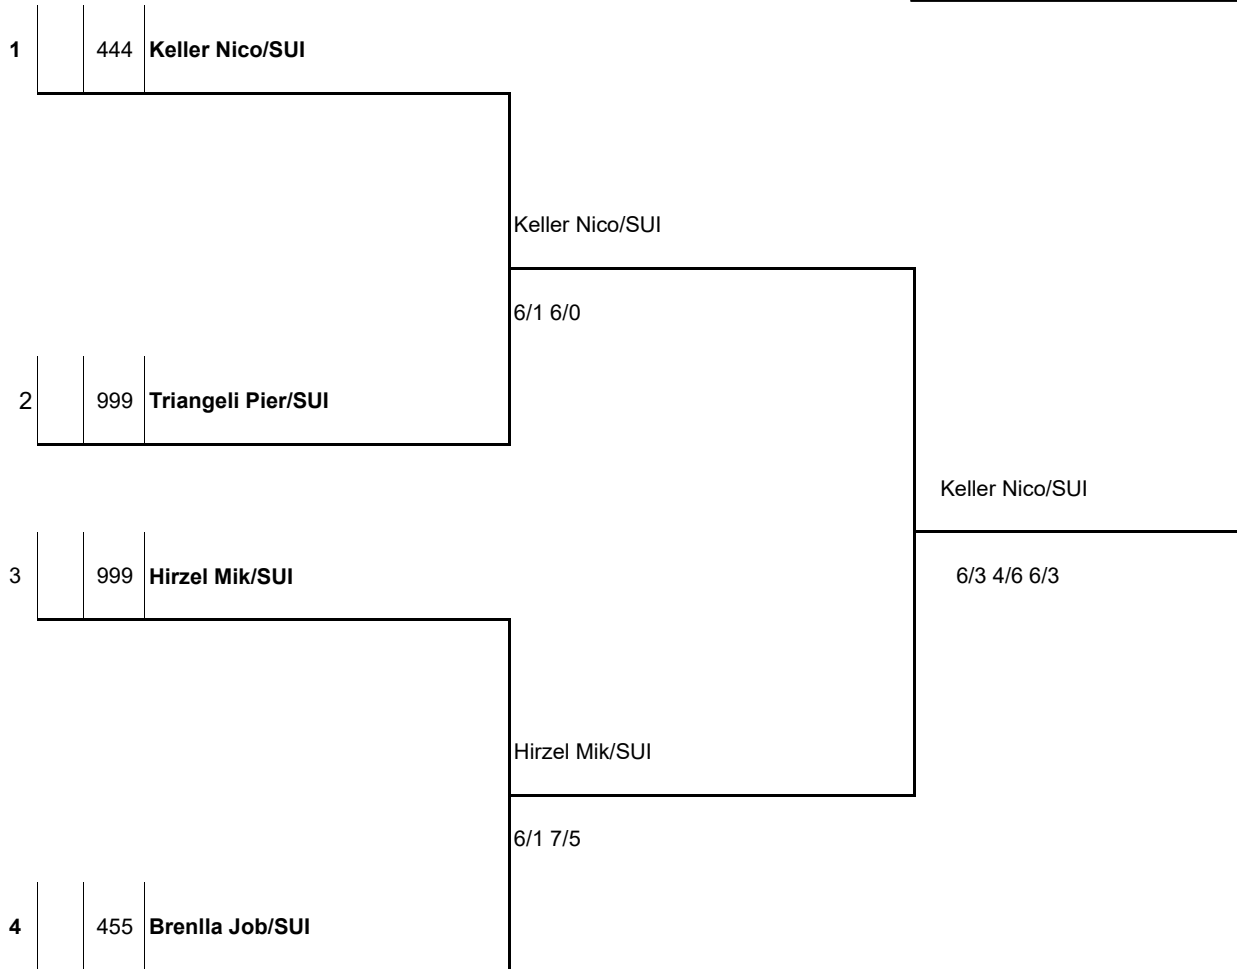 1 444 Keller Nico/SUI
Keller Nico/SUI
6/1 6/0
2 999 Triangeli Pier/SUI
Keller Nico/SUI
3 999 Hirzel Mik/SUI
6/3 4/6 6/3
Hirzel Mik/SUI
6/1 7/5
4 455 Brenlla Job/SUI